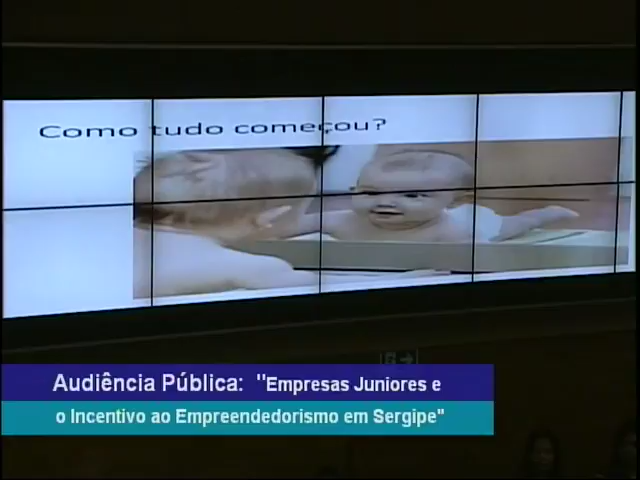 Como tudo começou?
Audiência Pública: "Empresas Juniores e
o Incentivo ao Empreendedorismo em Sergipe"